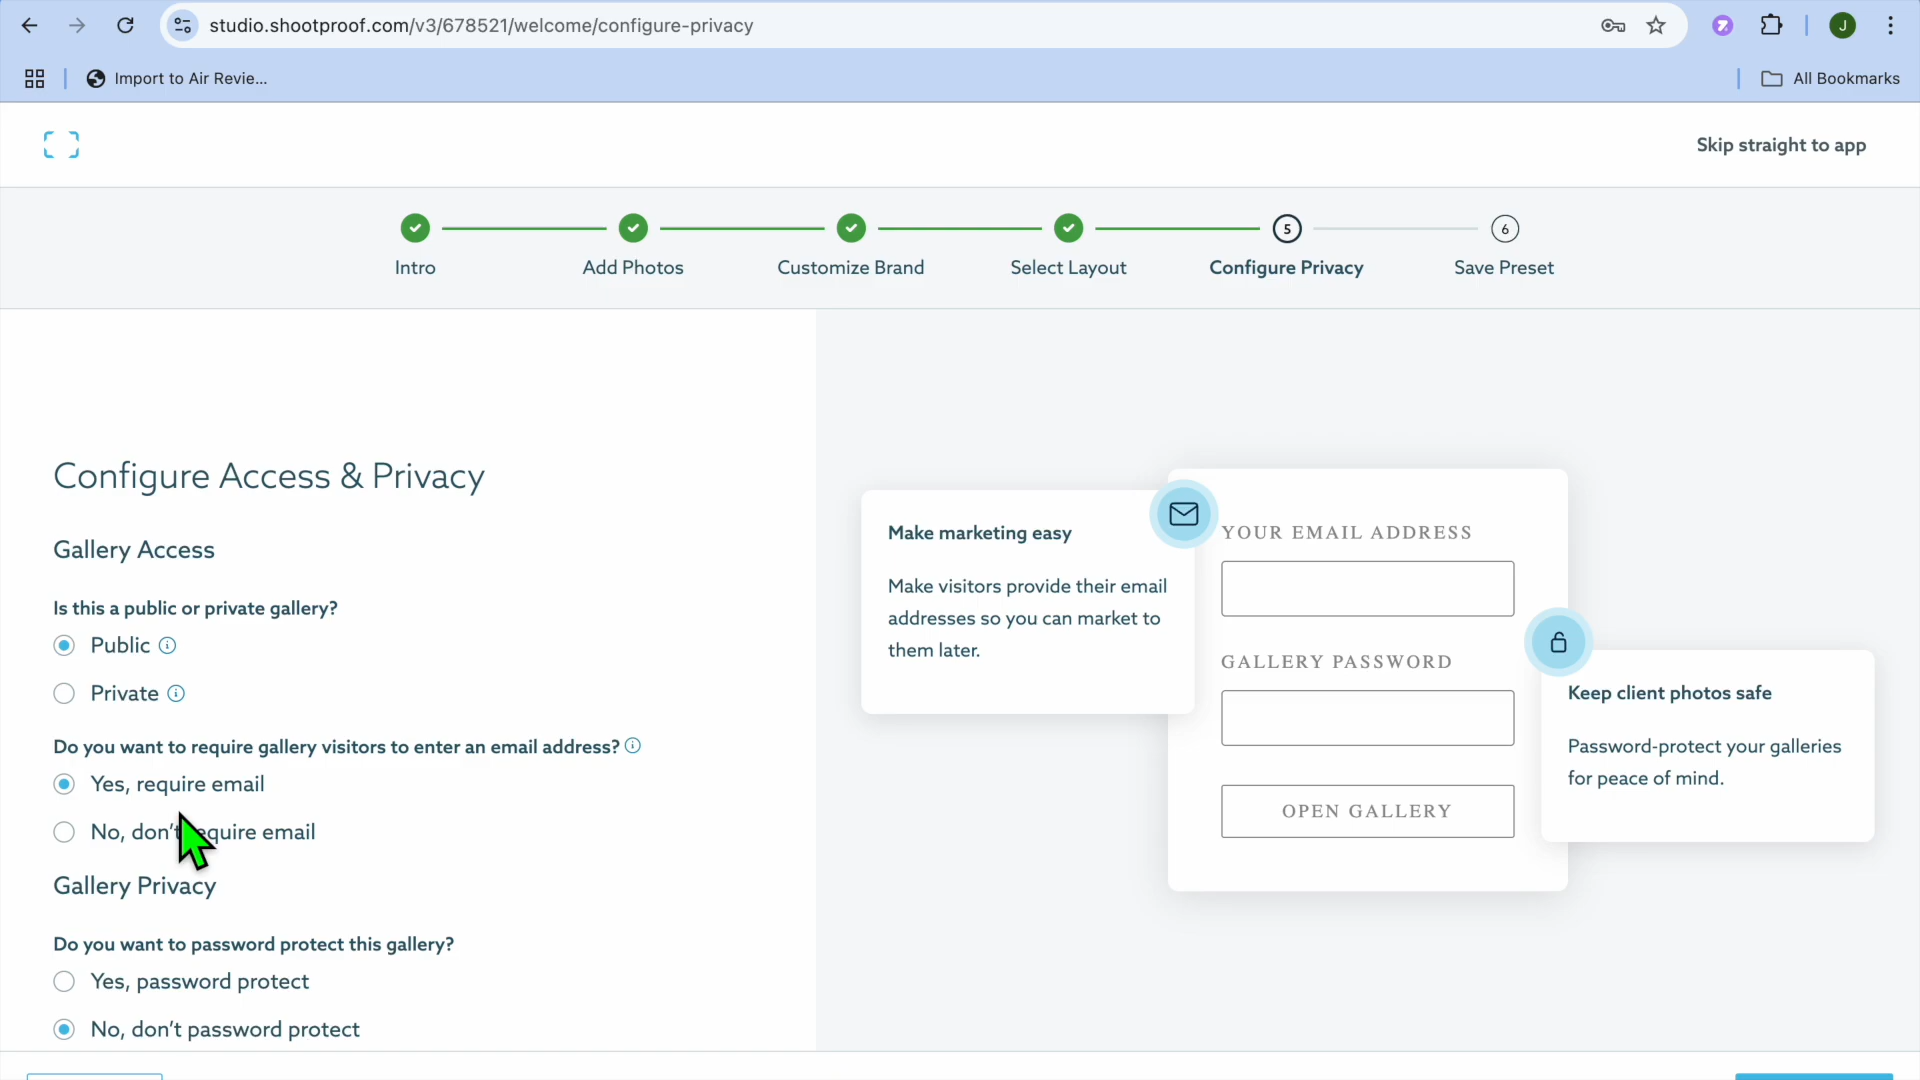 studio.shootproof.com/v3/678521/welcome/configure-privacy
J
Import to Air Revie...
All Bookmarks
Skip straight to app
5
6
Intro
Add Photos
Customize Brand
Select Layout
Configure Privacy
Save Preset
Configure Access & Privacy
Gallery Access
Is this a public or private gallery?
Public
Private
Do you want to require gallery visitors to enter an email address?
Yes, require email
No, don't require email
Gallery Privacy
Do you want to password protect this gallery?
Yes, password protect
No, don't password protect
Make marketing easy
Make visitors provide their email
addresses so you can market to
them later.
YOUR EMAIL ADDRESS
GALLERY PASSWORD
OPEN GALLERY
Keep client photos safe
Password-protect your galleries
for peace of mind.